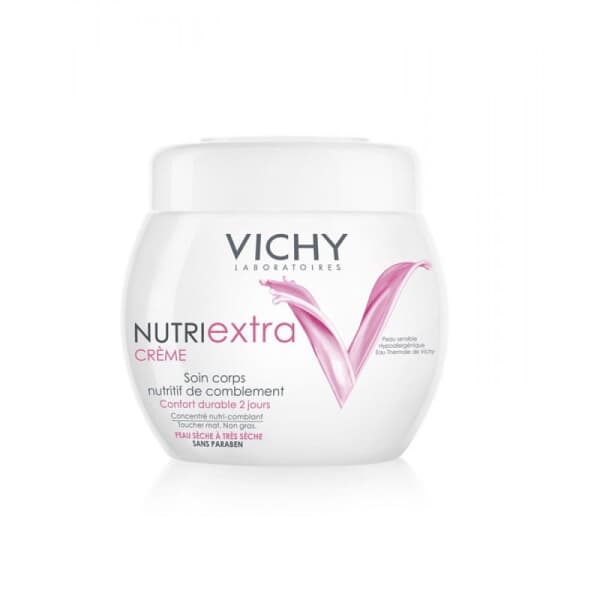 VICHY
LABORATOIRES
NUTRIextra
CRÈME
Soin corps
nutritif de comblement
Confort durable 2 jours
Concentré nutri-comblant
Toucher mat. Non gras.
PEAU SÈCHE À TRÈS SÈCHE
SANS PARABEN
Peau sensible
Hypoallergénique
Eau Thermale de Vichy